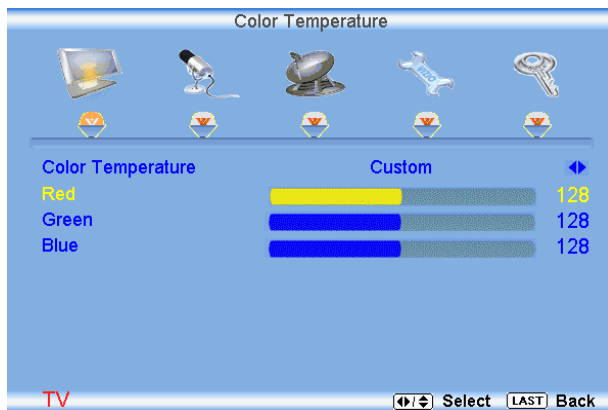 Color Temperature
Color Temperature Custom
Red 128
Green 128
Blue 128
TV Select LAST Back